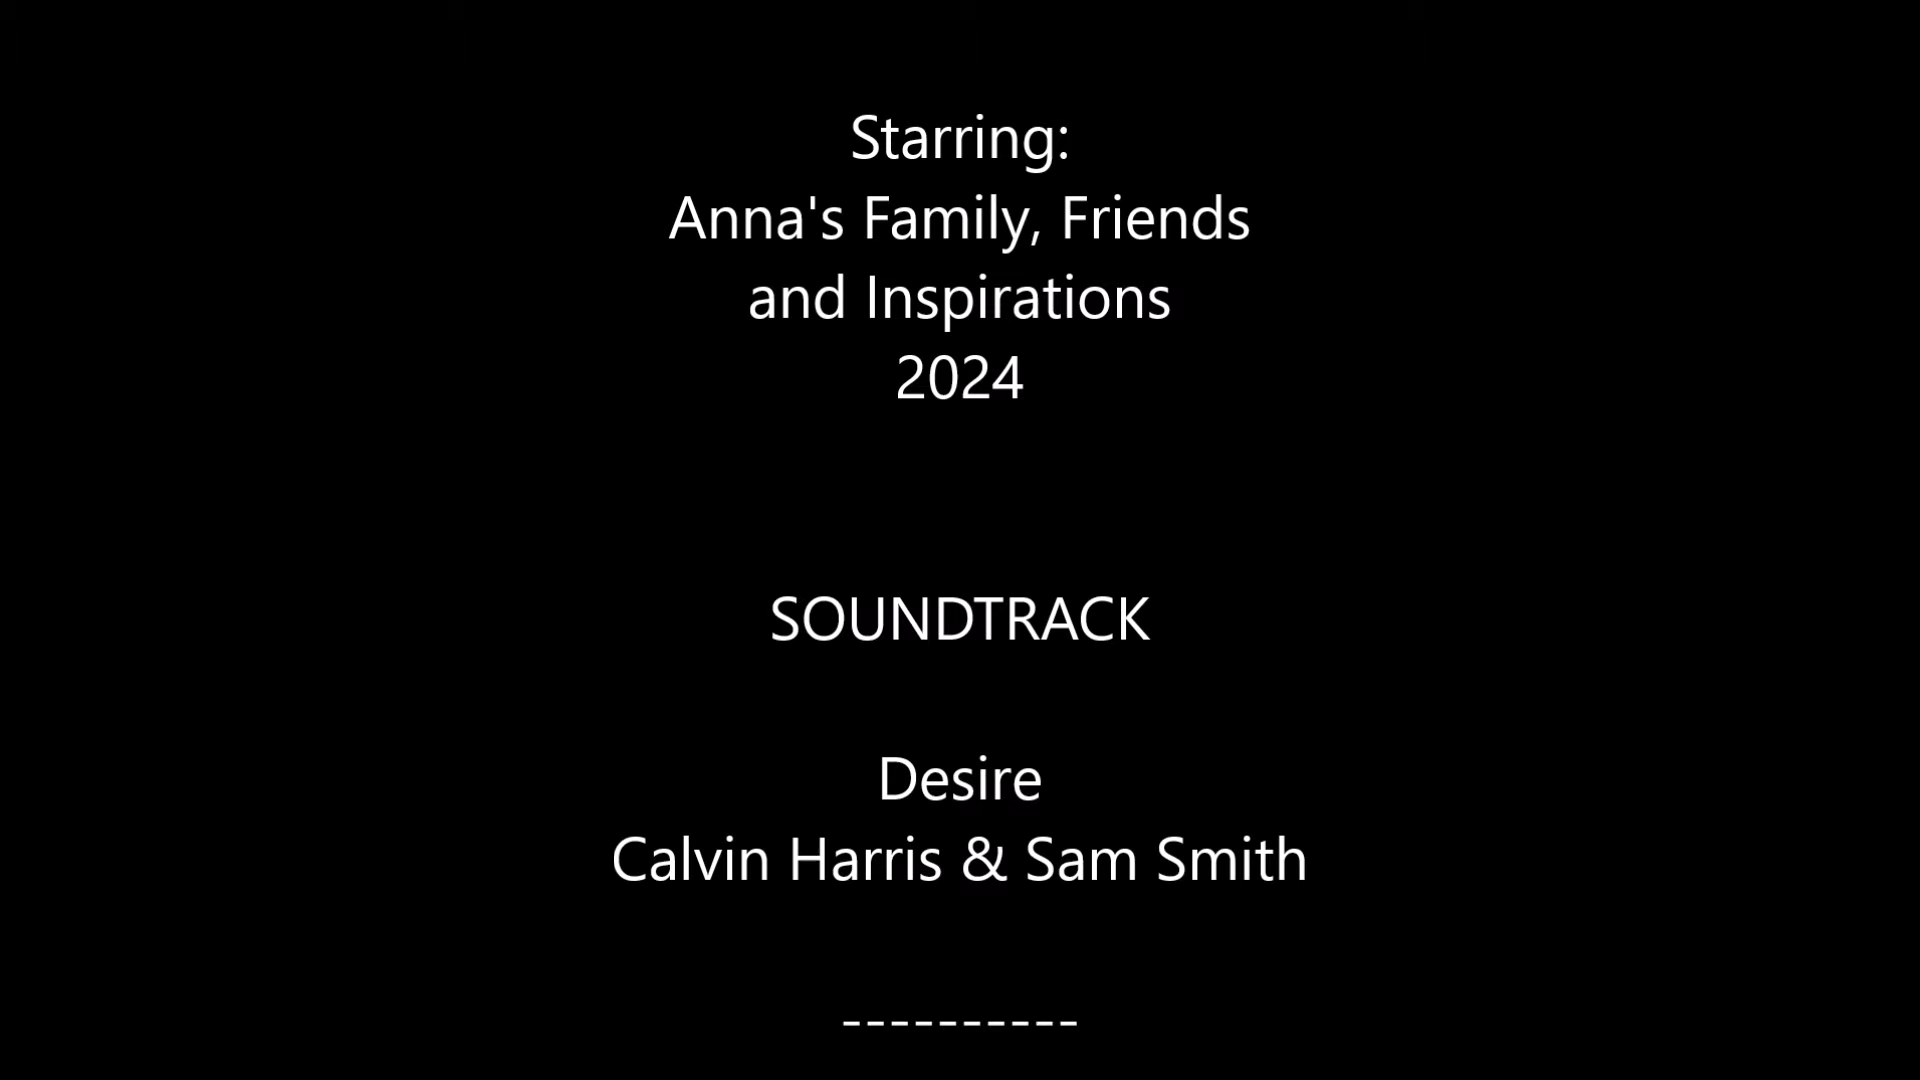 Starring:
Anna's Family, Friends
and Inspirations
2024
SOUNDTRACK
Desire
Calvin Harris & Sam Smith
----------